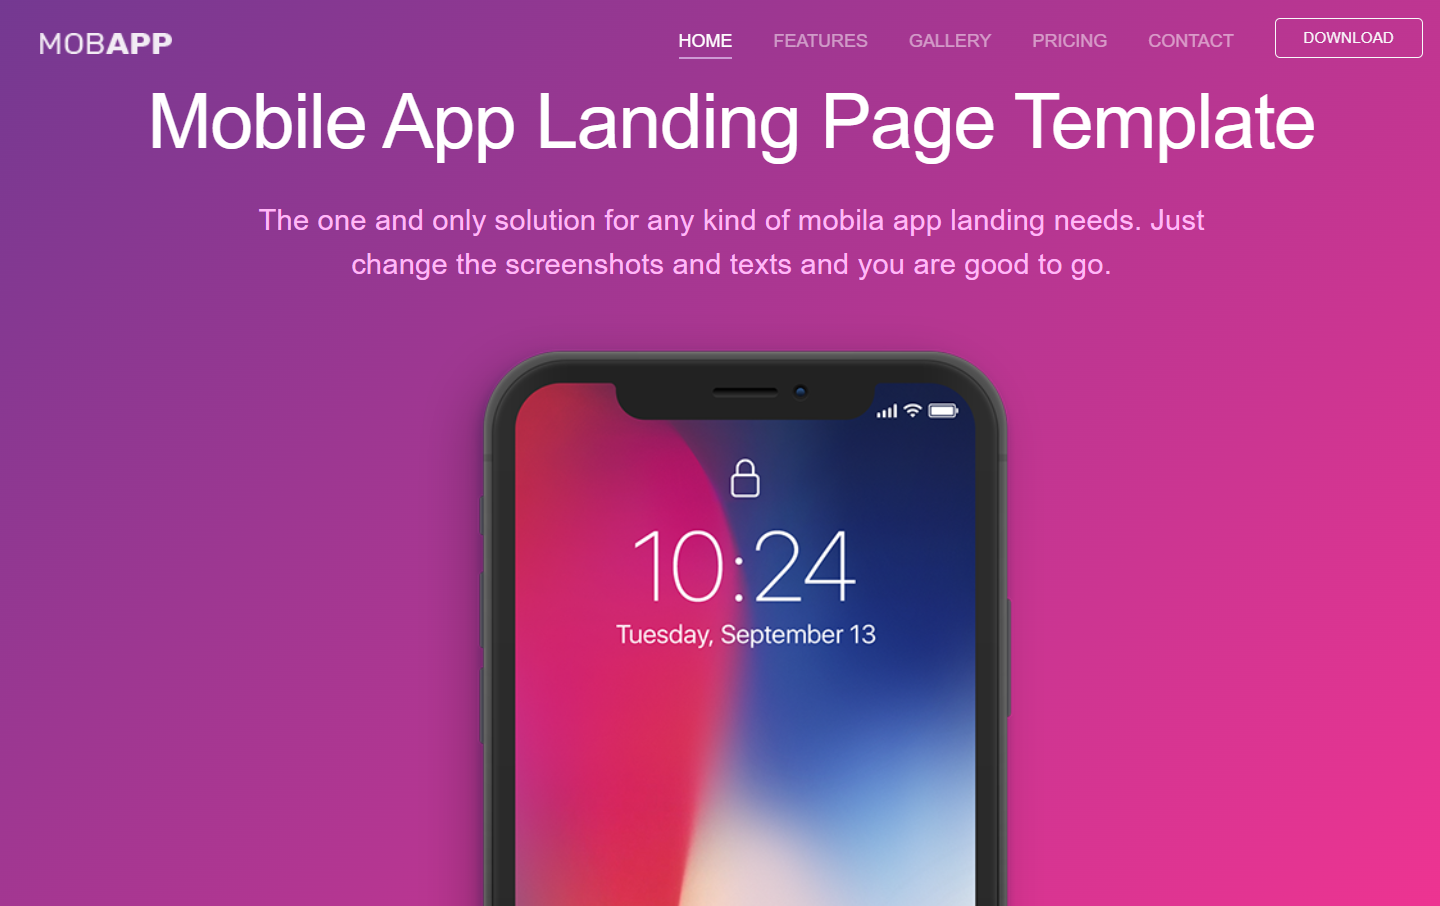 MOBAPP
HOME FEATURES GALLERY PRICING CONTACT DOWNLOAD
Mobile App Landing Page Template
The one and only solution for any kind of mobila app landing needs. Just
change the screenshots and texts and you are good to go.
10:24
Tuesday, September 13